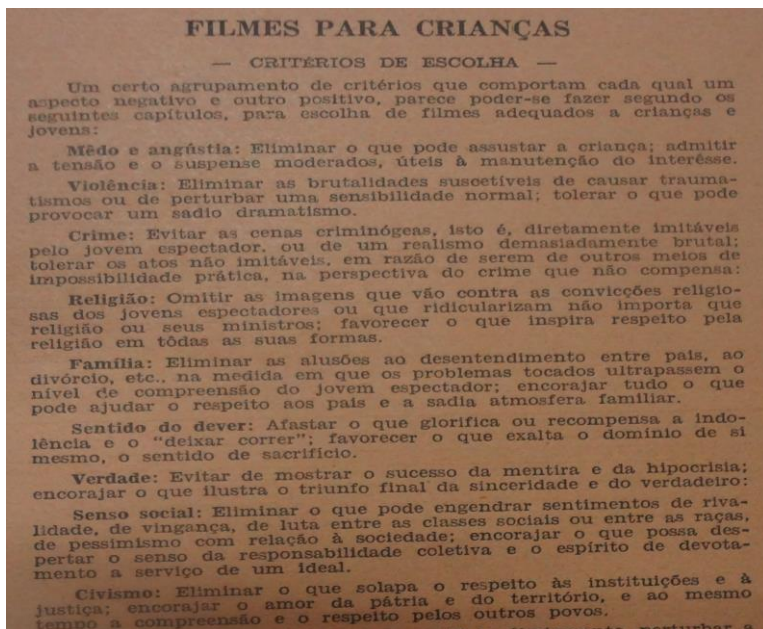 FILMES PARA CRIANÇAS
— CRITÉRIOS DE ESCOLHA —
Um certo agrupamento de critérios que comportam cada qual um
aspecto negativo e outro positivo, parece poder-se fazer segundo os
seguintes capítulos, para escolha de filmes adequados a crianças e
jovens:
Mêdo e angústia: Eliminar o que pode assustar a criança; admitir
a tensão e o suspense moderados, úteis à manutenção do interêsse.
Violência: Eliminar as brutalidades suscetíveis de causar trauma-
tismos ou de perturbar uma sensibilidade normal; tolerar o que pode
provocar um sadio dramatismo.
Crime: Evitar as cenas criminógeas, isto é, diretamente imitáveis
pelo jovem espectador. ou de um realismo demasiadamente brutal;
tolerar os atos não imitáveis, em razão de serem de outros meios de
impossibilidade prática, na perspectiva do crime que não compensa:
Religião: Omitir as imagens que vão contra as convicções religio-
sas dos jovens espectadores ou que ridicularizam não importa que
religião ou seus ministros; favorecer o que inspira respeito pela
religião em tôdas as suas formas.
Família: Eliminar as alusões ao desentendimento entre pais, ao
divórcio, etc., na medida em que os problemas tocados ultrapassem o
nível de compreensão do jovem espectador; encorajar tudo o que
pode ajudar o respeito aos pais e a sadia atmosfera familiar.
Sentido do dever: Afastar o que glorifica ou recompensa a indo-
lência e o "deixar correr"; favorecer o que exalta o domínio de si
mesmo, o sentido de sacrifício.
Verdade: Evitar de mostrar o sucesso da mentira e da hipocrisia;
encorajar o que ilustra o triunfo final da sinceridade e do verdadeiro:
Senso social: Eliminar o que pode engendrar sentimentos de riva-
lidade, de vingança, de luta entre as classes sociais ou entre as raças,
de pessimismo com relação à sociedade; encorajar o que possa des-
pertar o senso da responsabilidade coletiva e o espírito de devota-
mento a serviço de um ideal.
Civismo: Eliminar o que solapa o respeito às instituições e à
justiça; encorajar o amor da pátria e do território, e ao mesmo
tempo a compreensão e o respeito pelos outros povos.
perturbar a